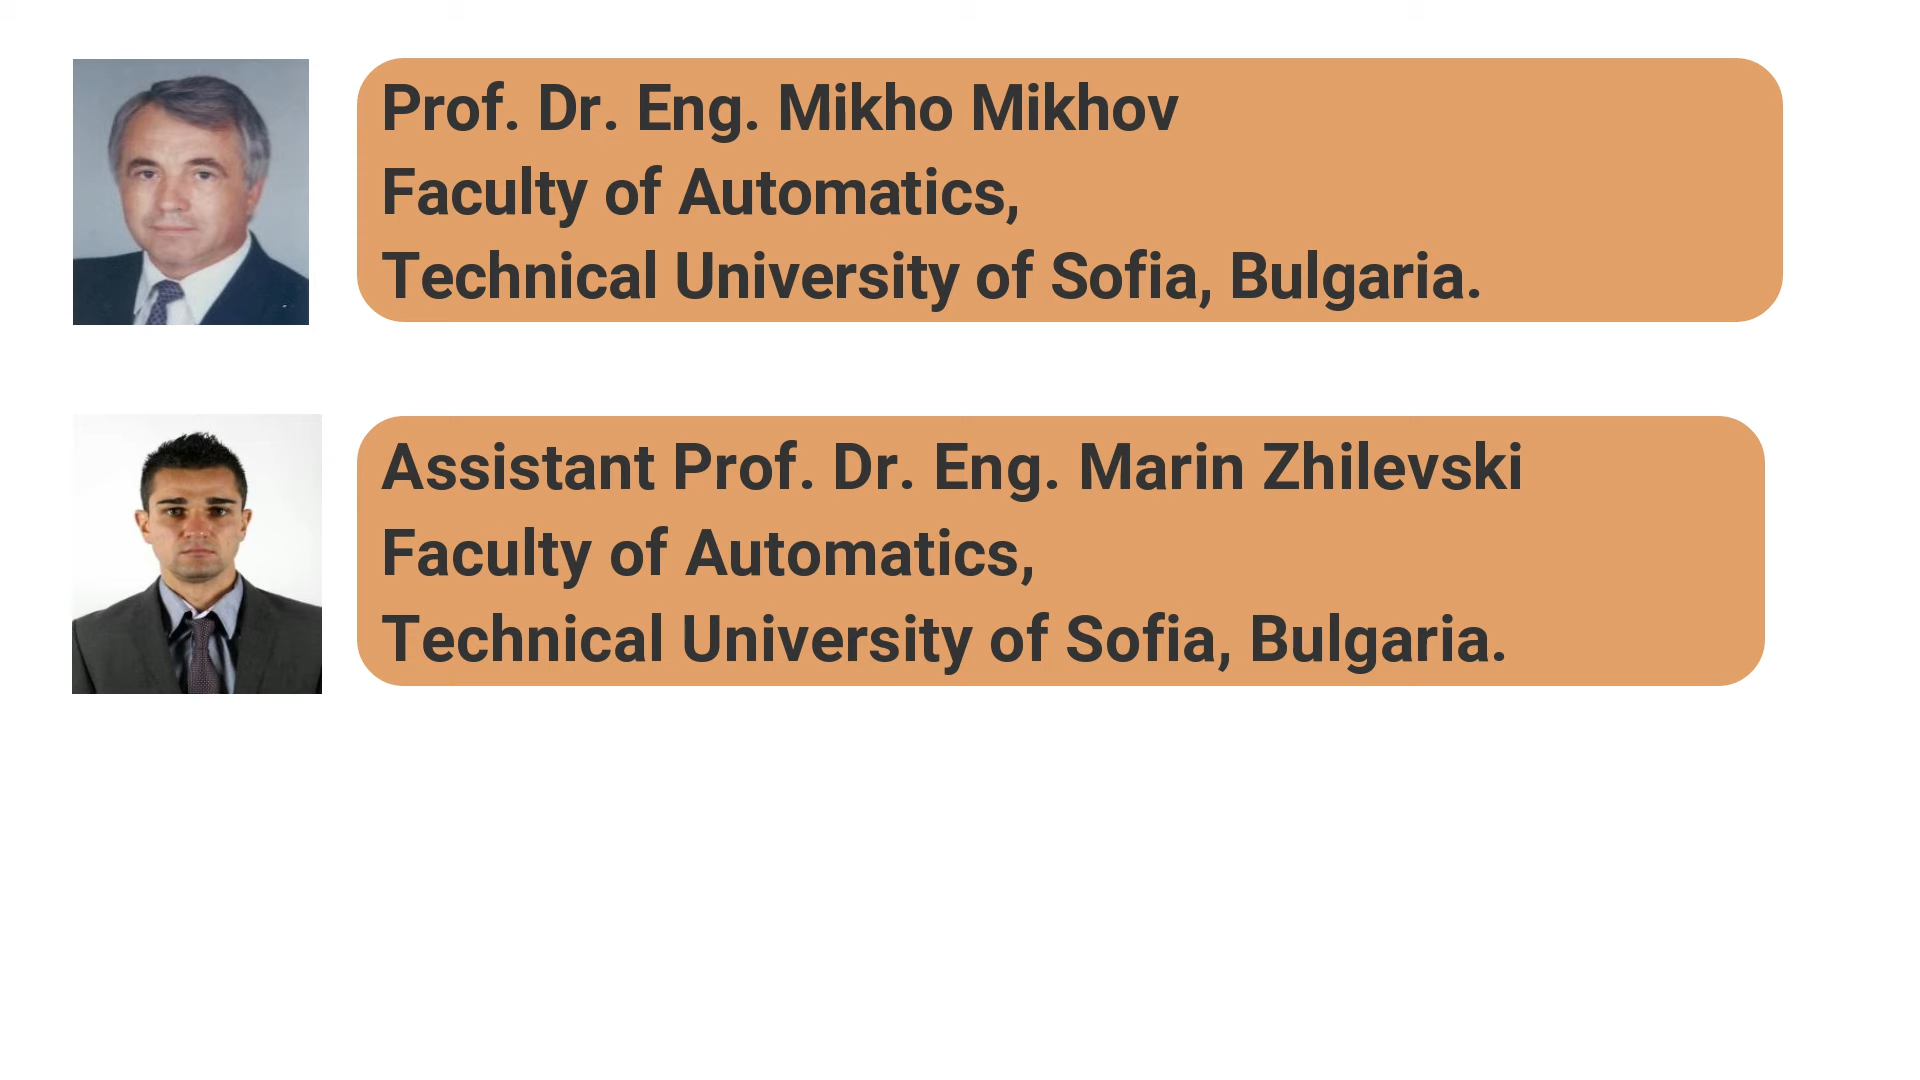 Prof. Dr. Eng. Mikho Mikhov
Faculty of Automatics,
Technical University of Sofia, Bulgaria.
Assistant Prof. Dr. Eng. Marin Zhilevski
Faculty of Automatics,
Technical University of Sofia, Bulgaria.